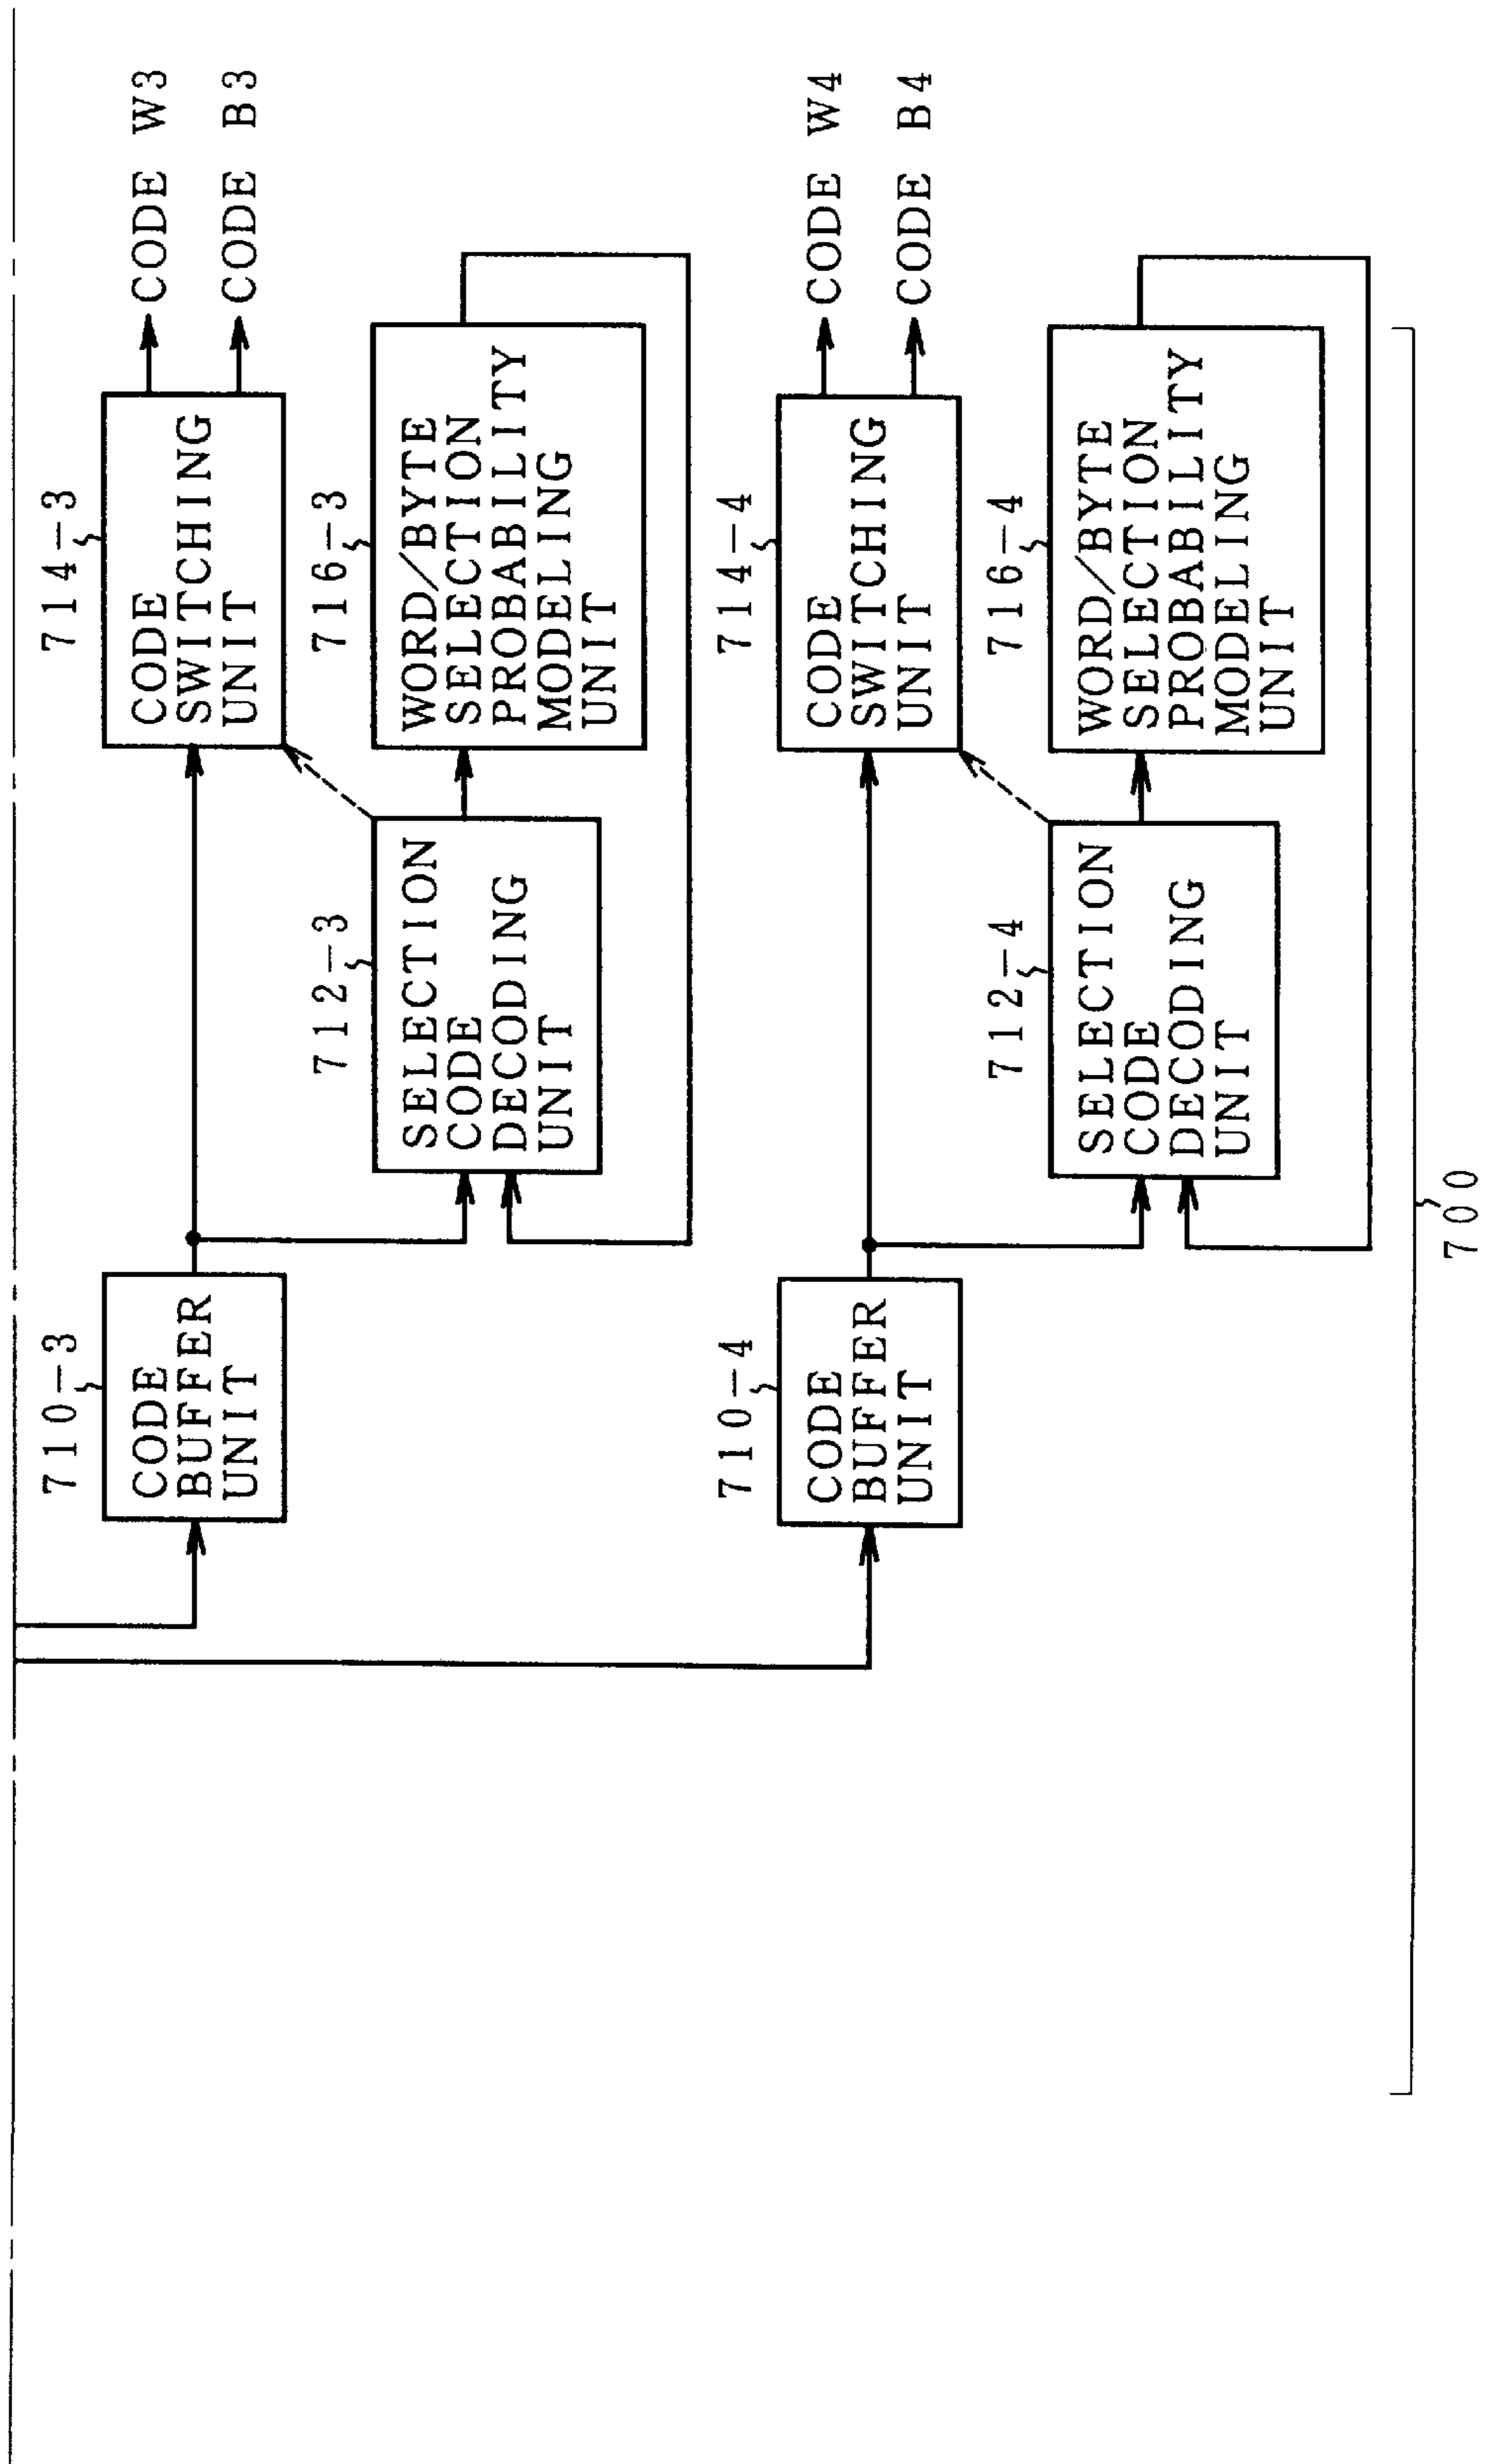 710-3
CODE
BUFFER
UNIT
714-3
CODE
SWITCHING
UNIT
CODE W3
CODE B3
712-3
SELECTION
CODE
DECODING
UNIT
716-3
WORD/BYTE
SELECTION
PROBABILITY
MODELING
UNIT
710-4
CODE
BUFFER
UNIT
714-4
CODE
SWITCHING
UNIT
CODE W4
CODE B4
712-4
SELECTION
CODE
DECODING
UNIT
716-4
WORD/BYTE
SELECTION
PROBABILITY
MODELING
UNIT
700